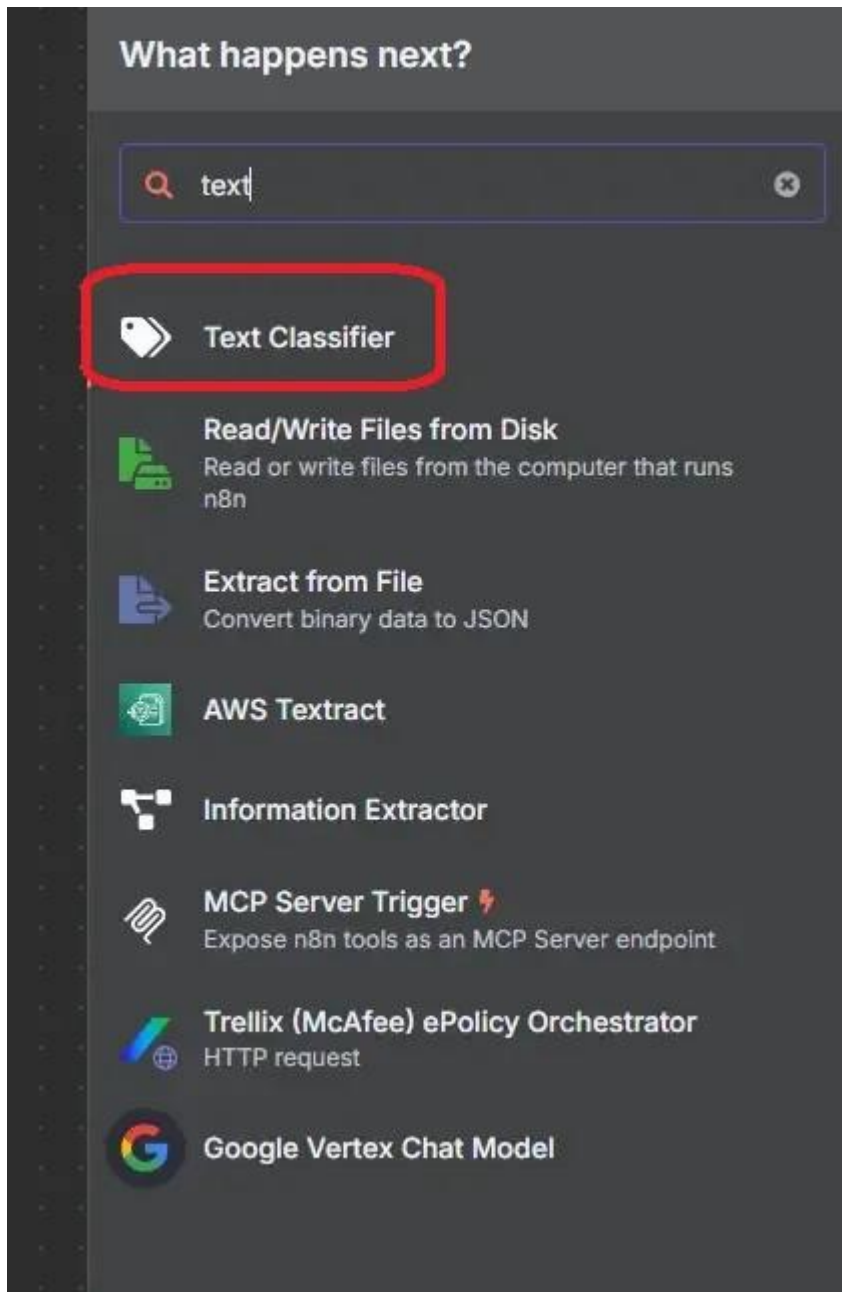 What happens next?
text
Text Classifier
Read/Write Files from Disk
Read or write files from the computer that runs
n8n
Extract from File
Convert binary data to JSON
AWS Textract
Information Extractor
MCP Server Trigger
Expose n8n tools as an MCP Server endpoint
Trellix (McAfee) ePolicy Orchestrator
HTTP request
Google Vertex Chat Model